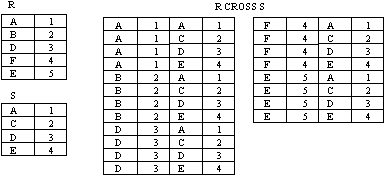 R
A 1
B 2
D 3
F 4
E 5
S
A 1
C 2
D 3
E 4
R CROSS S
A 1 A 1
A 1 C 2
A 1 D 3
A 1 E 4
B 2 A 1
B 2 C 2
B 2 D 3
B 2 E 4
D 3 A 1
D 3 C 2
D 3 D 3
D 3 E 4
F 4 A 1
F 4 C 2
F 4 D 3
F 4 E 4
E 5 A 1
E 5 C 2
E 5 D 3
E 5 E 4